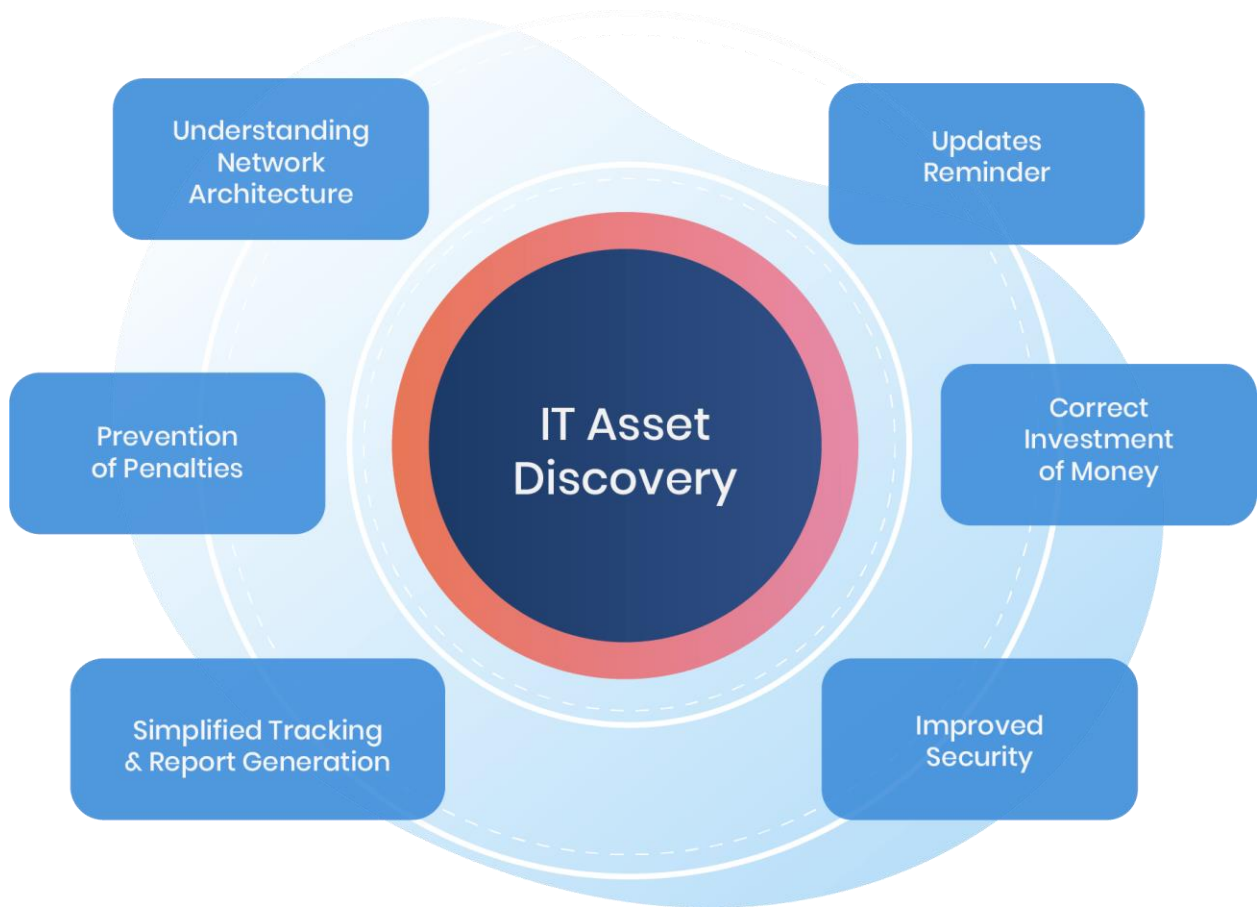 Understanding
Network
Architecture
Updates
Reminder
Prevention
of Penalties
IT Asset
Discovery
Correct
Investment
of Money
Simplified Tracking
& Report Generation
Improved
Security